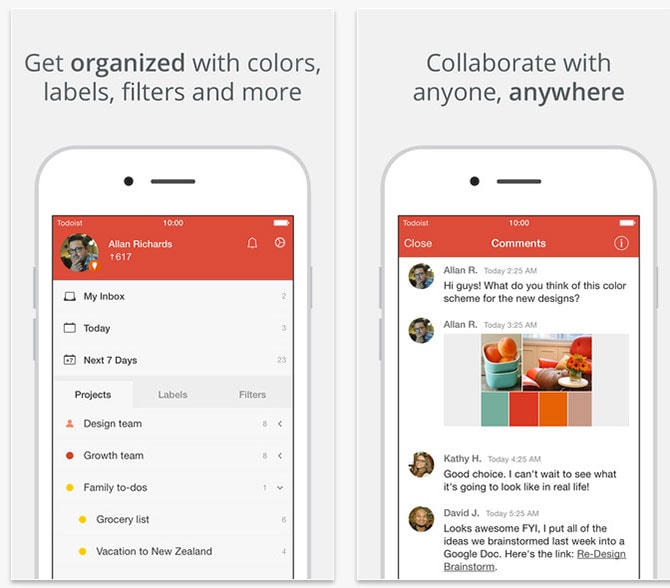 Get organized with colors,
labels, filters and more
Todoist
10:00
Allan Richards
↑617
My Inbox 2
Today 3
+7 Next 7 Days 23
Projects Labels Filters
Design team 8
Growth team 8
Family to-dos 1
Grocery list 6
Vacation to New Zealand 4
Collaborate with
anyone, anywhere
Todoist
10:00
Close Comments i
Allan R. Today 2:25 AM
Hi guys! What do you think of this color
scheme for the new designs?
Allan R. Today 3:25 AM
Kathy H. Today 4:25 AM
Good choice. I can't wait to see what
it's going to look like in real life!
David J. Today 5:25 AM
Looks awesome FYI, I put all of the
ideas we brainstormed last week into a
Google Doc. Here's the link: Re-Design
Brainstorm.